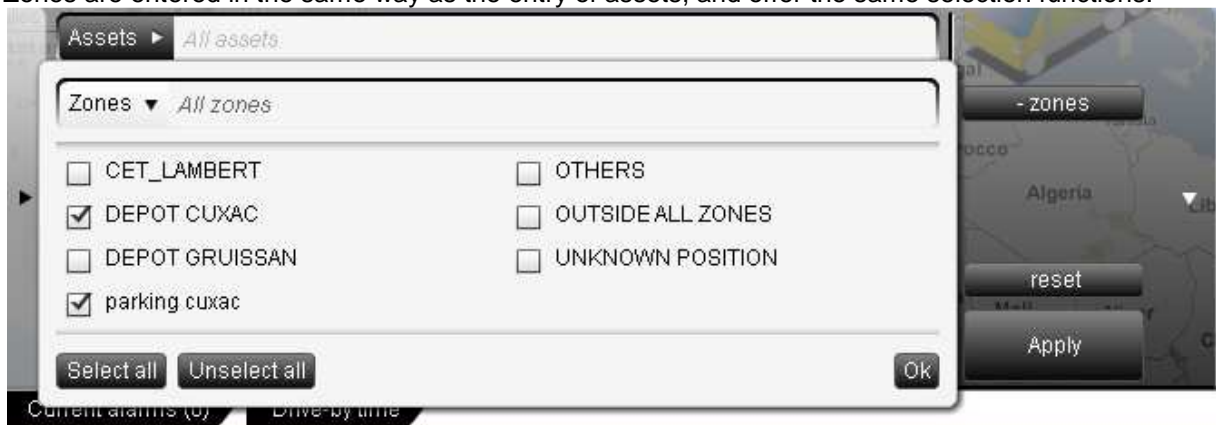 Zones are entered in the same way as the entry of assets, and offer the same selection functions.
Assets ► All assets
Zones ▼ All zones
- zones
CET_LAMBERT
OTHERS
DEPOT CUXAC
OUTSIDE ALL ZONES
Algeria
DEPOT GRUISSAN
UNKNOWN POSITION
parking cuxac
reset
Mali
Apply
Select all
Unselect all
Ok
Current alarms (0)
Drive-by time